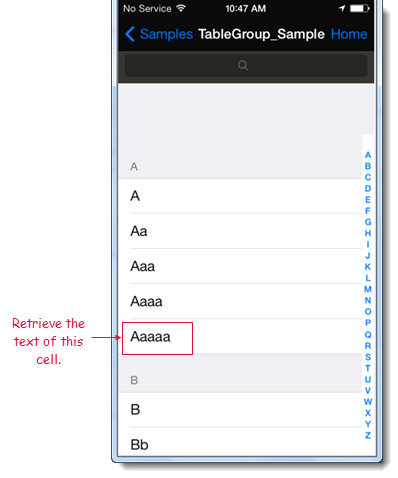 No Service 10:47 AM
Samples TableGroup_Sample Home
A
A
Aa
Aaa
Aaaa
Aaaaa
B
B
Bb
A
B
C
D
E
F
G
H
I
J
K
L
M
N
O
P
Q
R
S
T
U
V
W
X
Y
Z
Retrieve the
text of this
cell.